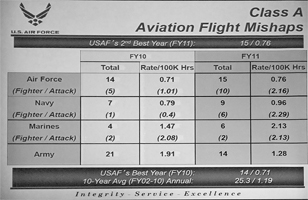 Class A
Aviation Flight Mishaps
U.S. AIR FORCE
USAF's 2nd Best Year (FY11): 15 / 0.76
FY10 FY11
Total Rate/100K Hrs Total Rate/100K Hrs
Air Force 14 0.71 15 0.76
(Fighter / Attack) (5) (1.01) (10) (2.16)
Navy 7 0.79 9 0.96
(Fighter / Attack) (1) (0.4) (6) (2.29)
Marines 4 1.47 6 2.13
(Fighter / Attack) (2) (2.08) (2) (2.13)
Army 21 1.91 14 1.28
USAF's Best Year (FY10): 14 / 0.71
10-Year Avg (FY02-10) Annual: 25.3 / 1.19
Integrity - Service - Excellence